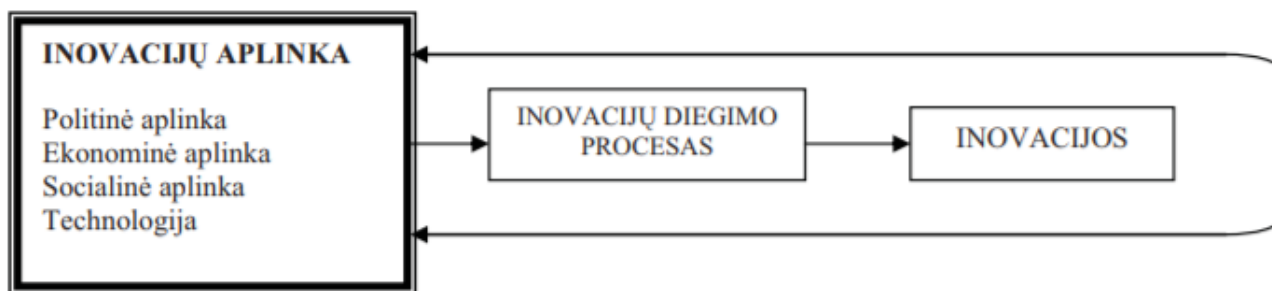 INOVACIJŲ APLINKA
Politinė aplinka
Ekonominė aplinka
Socialinė aplinka
Technologija
INOVACIJŲ DIEGIMO
PROCESAS
INOVACIJOS